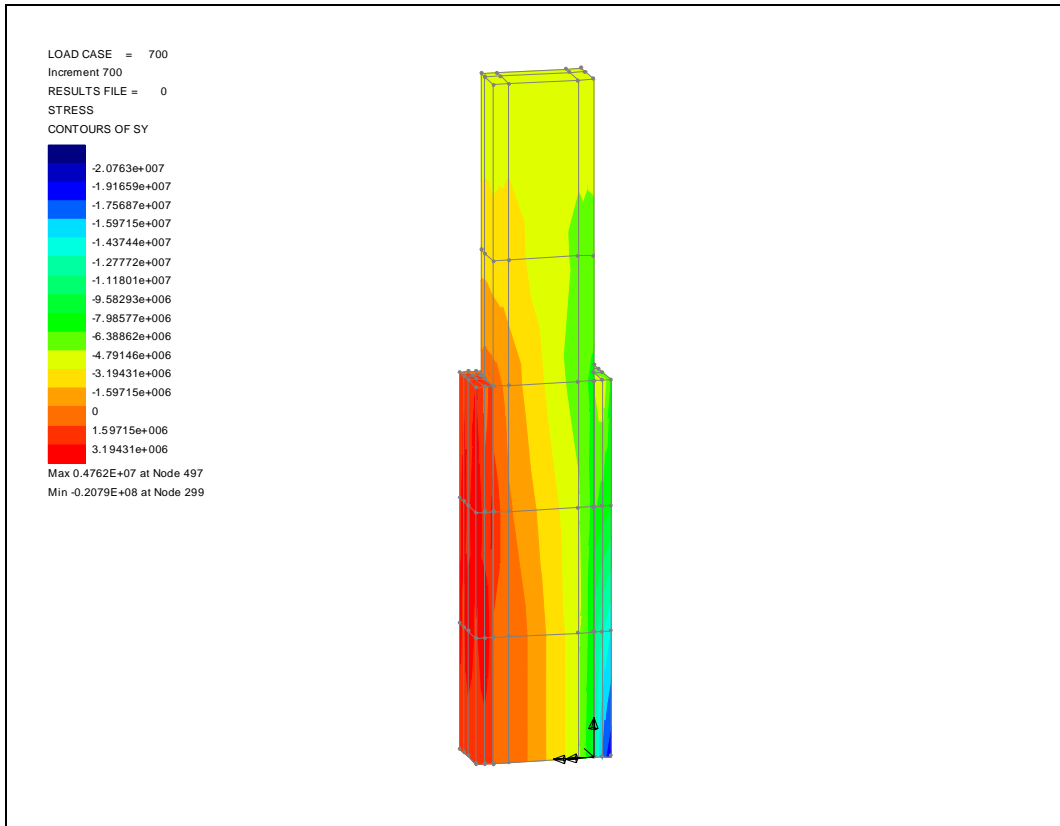 LOAD CASE = 700
Increment 700
RESULTS FILE = 0
STRESS
CONTOURS OF SY
-2.0763e+007
-1.91659e+007
-1.75687e+007
-1.59715e+007
-1.43744e+007
-1.27772e+007
-1.11801e+007
-9.58293e+006
-7.98577e+006
-6.38862e+006
-4.79146e+006
-3.19431e+006
-1.59715e+006
0
1.59715e+006
3.19431e+006
Max 0.4762E+07 at Node 497
Min -0.2079E+08 at Node 299